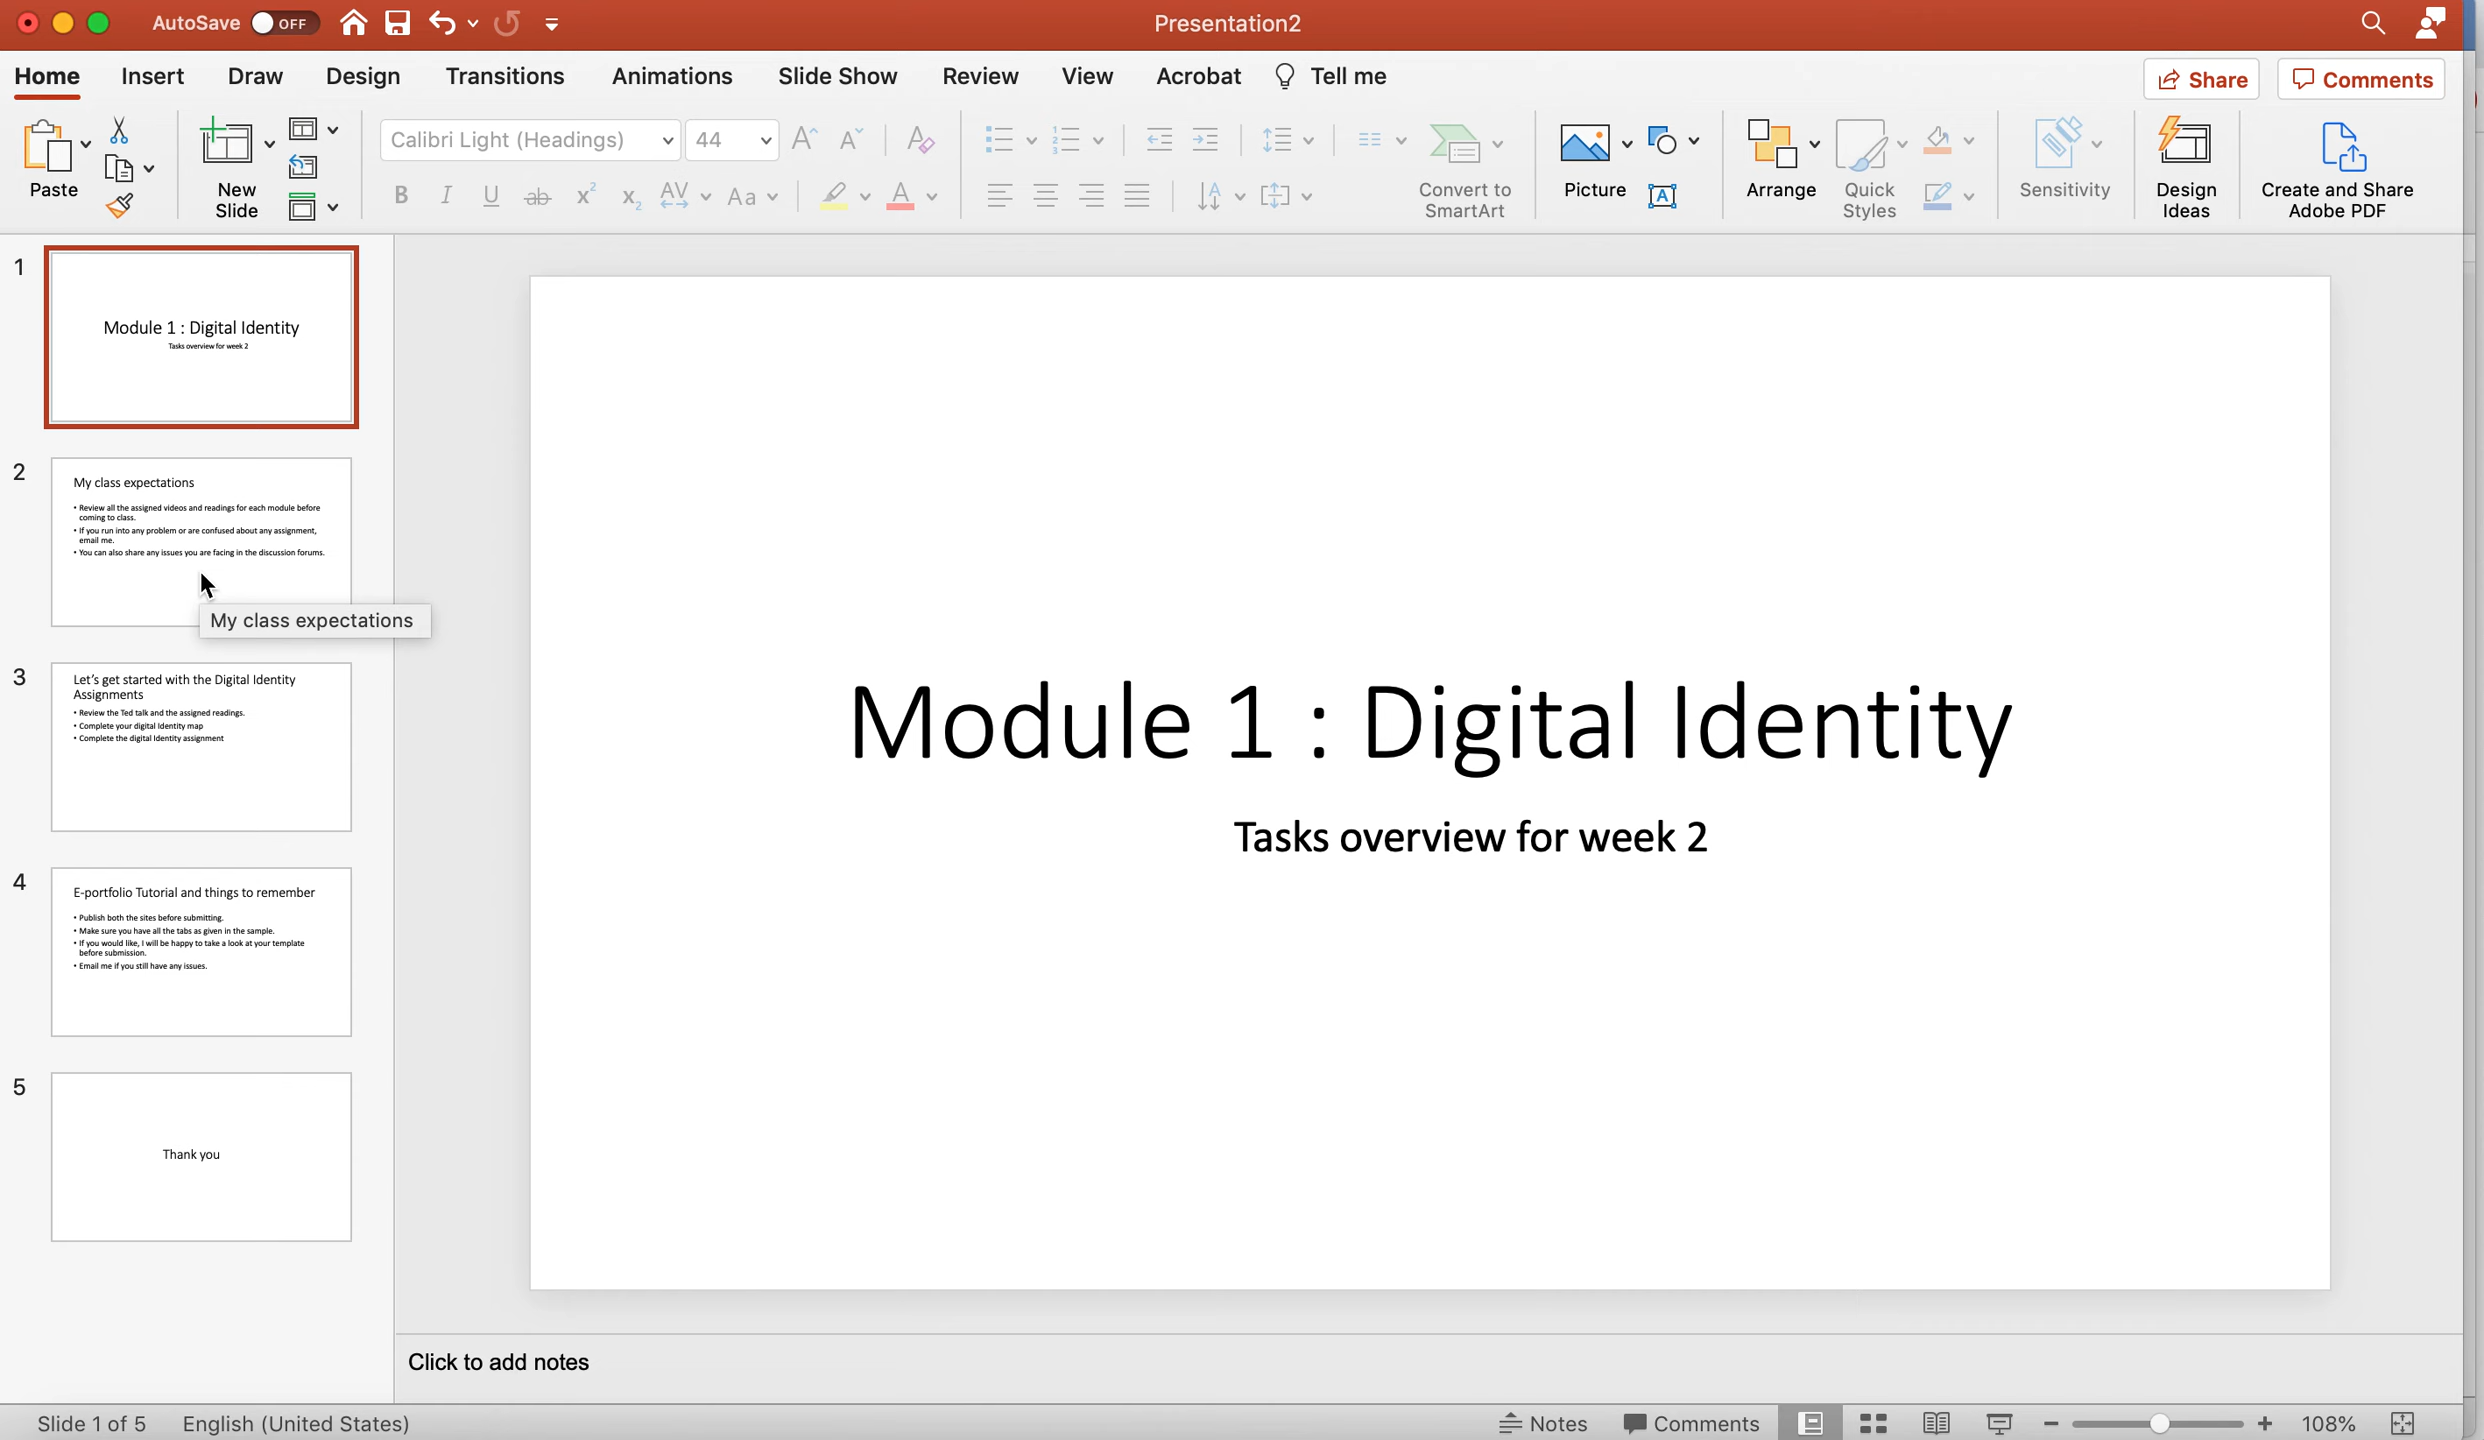 AutoSave OFF
Presentation2
Home Insert Draw Design Transitions Animations Slide Show Review View Acrobat Tell me
Share Comments
Paste
New
Slide
Calibri Light (Headings) 44
Convert to
SmartArt
Picture
Arrange
Quick
Styles
Sensitivity
Design
Ideas
Create and Share
Adobe PDF
1
Module 1 : Digital Identity
Tasks overview for week 2
2
My class expectations
• Review all the assigned videos and readings for each module before
coming to class.
• If you run into any problem or are confused about any assignment,
email me.
• You can also share any issues you are facing in the discussion forums.
My class expectations
3
Let's get started with the Digital Identity
Assignments
• Review the Ted talk and the assigned readings.
• Complete your digital Identity map
• Complete the digital Identity assignment
4
E-portfolio Tutorial and things to remember
• Publish both the sites before submitting.
• Make sure you have all the tabs as given in the sample.
• If you would like, I will be happy to take a look at your template
before submission.
• Email me if you still have any issues.
5
Thank you
Module 1 : Digital Identity
Tasks overview for week 2
Click to add notes
Slide 1 of 5 English (United States)
Notes Comments 108%